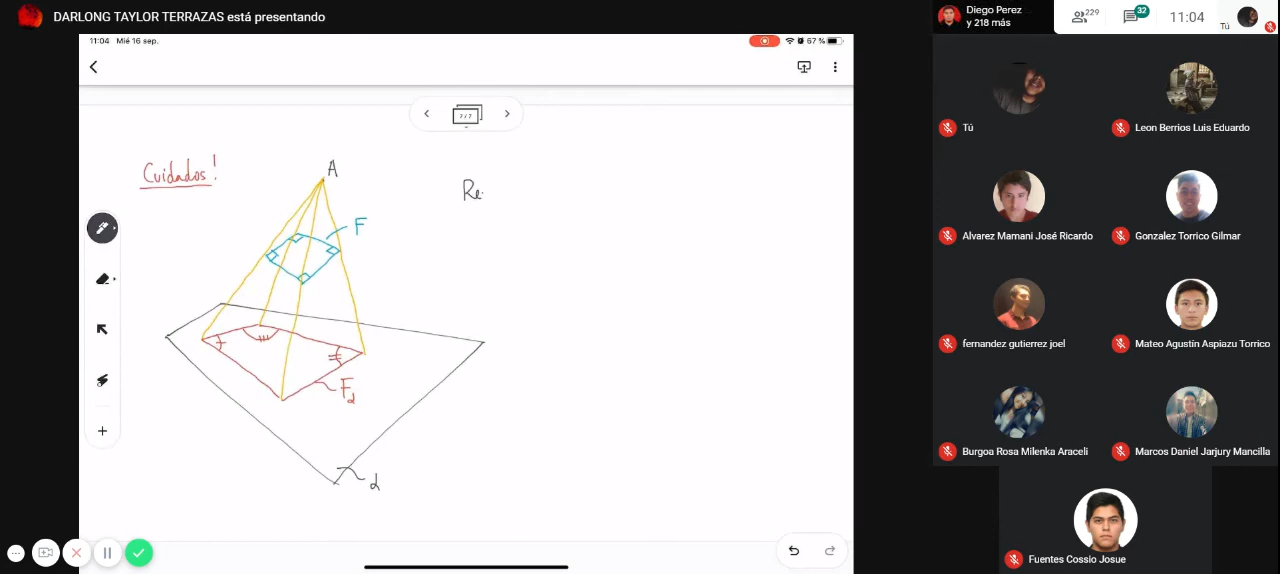 DARLONG TAYLOR TERRAZAS está presentando
Diego Perez
y 218 más
229
32
11:04
Tú
11:04 Mié 16 sep.
67 %
7 / 7
Cuidados!
A
Re
F
F
Tú
Leon Berrios Luis Eduardo
Alvarez Mamani José Ricardo
Gonzalez Torrico Gilmar
fernandez gutierrez joel
Mateo Agustín Aspiazu Torrico
Burgoa Rosa Milenka Araceli
Marcos Daniel Jarjury Mancilla
Fuentes Cossio Josue